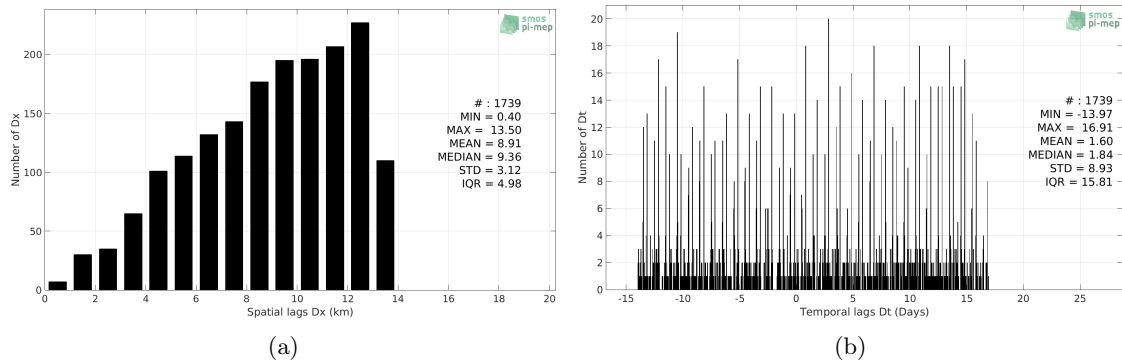 smos
pi-mep
Number of Dx
200
150
100
50
0
# : 1739
MIN = 0.40
MAX = 13.50
MEAN = 8.91
MEDIAN = 9.36
STD = 3.12
IQR = 4.98
0 2 4 6 8 10 12 14 16 18 20
Spatial lags Dx (km)
(a)
smos
pi-mep
Number of Dt
20
18
16
14
12
10
8
6
4
2
0
# : 1739
MIN = -13.97
MAX = 16.91
MEAN = 1.60
MEDIAN = 1.84
STD = 8.93
IQR = 15.81
-15 -10 -5 0 5 10 15 20 25
Temporal lags Dt (Days)
(b)